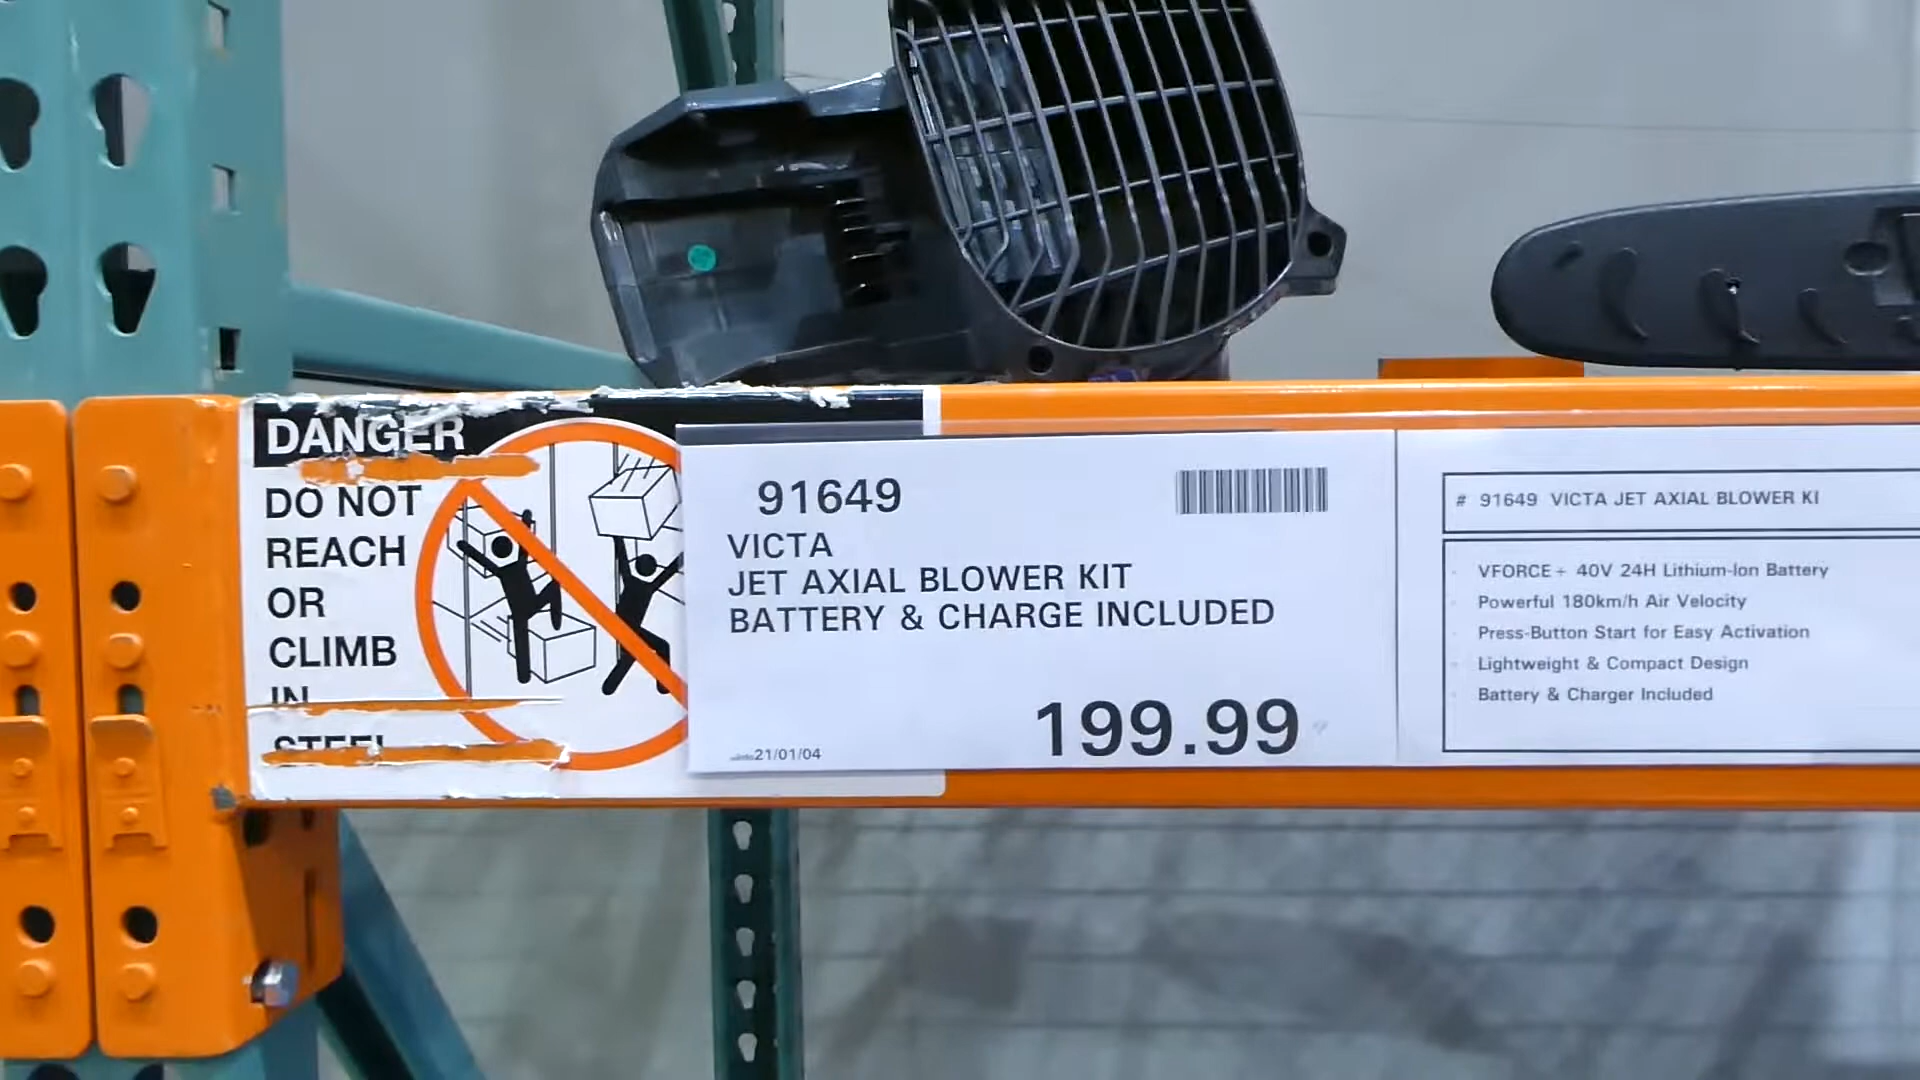 DANGER
DO NOT
REACH
OR
CLIMB
IN
STEEL
91649
VICTA
JET AXIAL BLOWER KIT
BATTERY & CHARGE INCLUDED
199.99
21/01/04
# 91649 VICTA JET AXIAL BLOWER KI
VFORCE+ 40V 24H Lithium-Ion Battery
Powerful 180km/h Air Velocity
Press-Button Start for Easy Activation
Lightweight & Compact Design
Battery & Charger Included